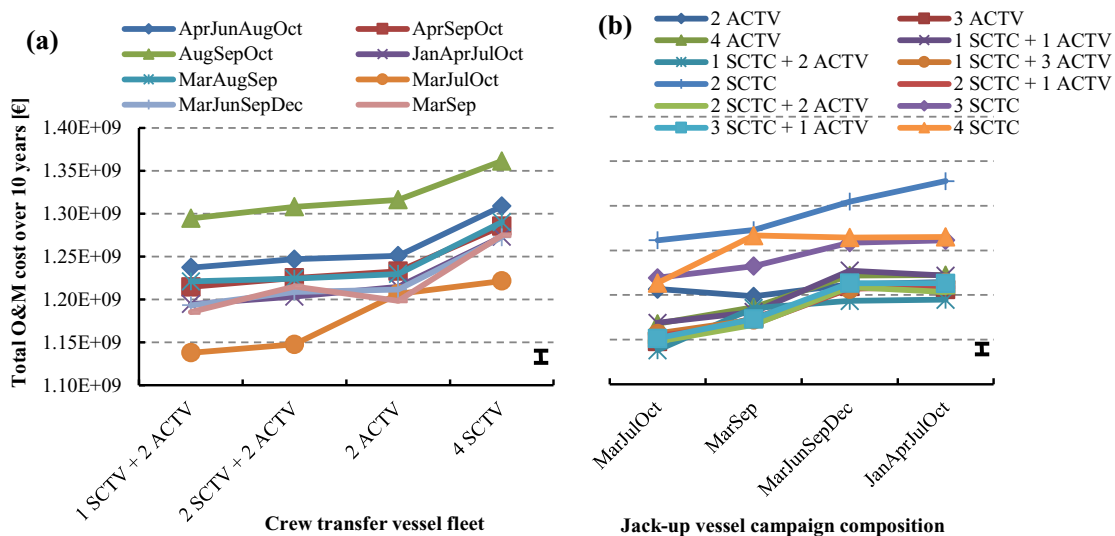 (a)
AprJunAugOct
AprSepOct
AugSepOct
JanAprJulOct
MarAugSep
MarJulOct
MarJunSepDec
MarSep
Total O&M cost over 10 years [€]
1.40E+09
1.35E+09
1.30E+09
1.25E+09
1.20E+09
1.15E+09
1.10E+09
1 SCTV + 2 ACTV
2 SCTV + 2 ACTV
2 ACTV
4 SCTV
Crew transfer vessel fleet
(b)
2 ACTV
3 ACTV
4 ACTV
1 SCTC + 1 ACTV
1 SCTC + 2 ACTV
1 SCTC + 3 ACTV
2 SCTC
2 SCTC + 1 ACTV
2 SCTC + 2 ACTV
3 SCTC
3 SCTC + 1 ACTV
4 SCTC
MarJulOct
MarSep
MarJunSepDec
JanAprJulOct
Jack-up vessel campaign composition